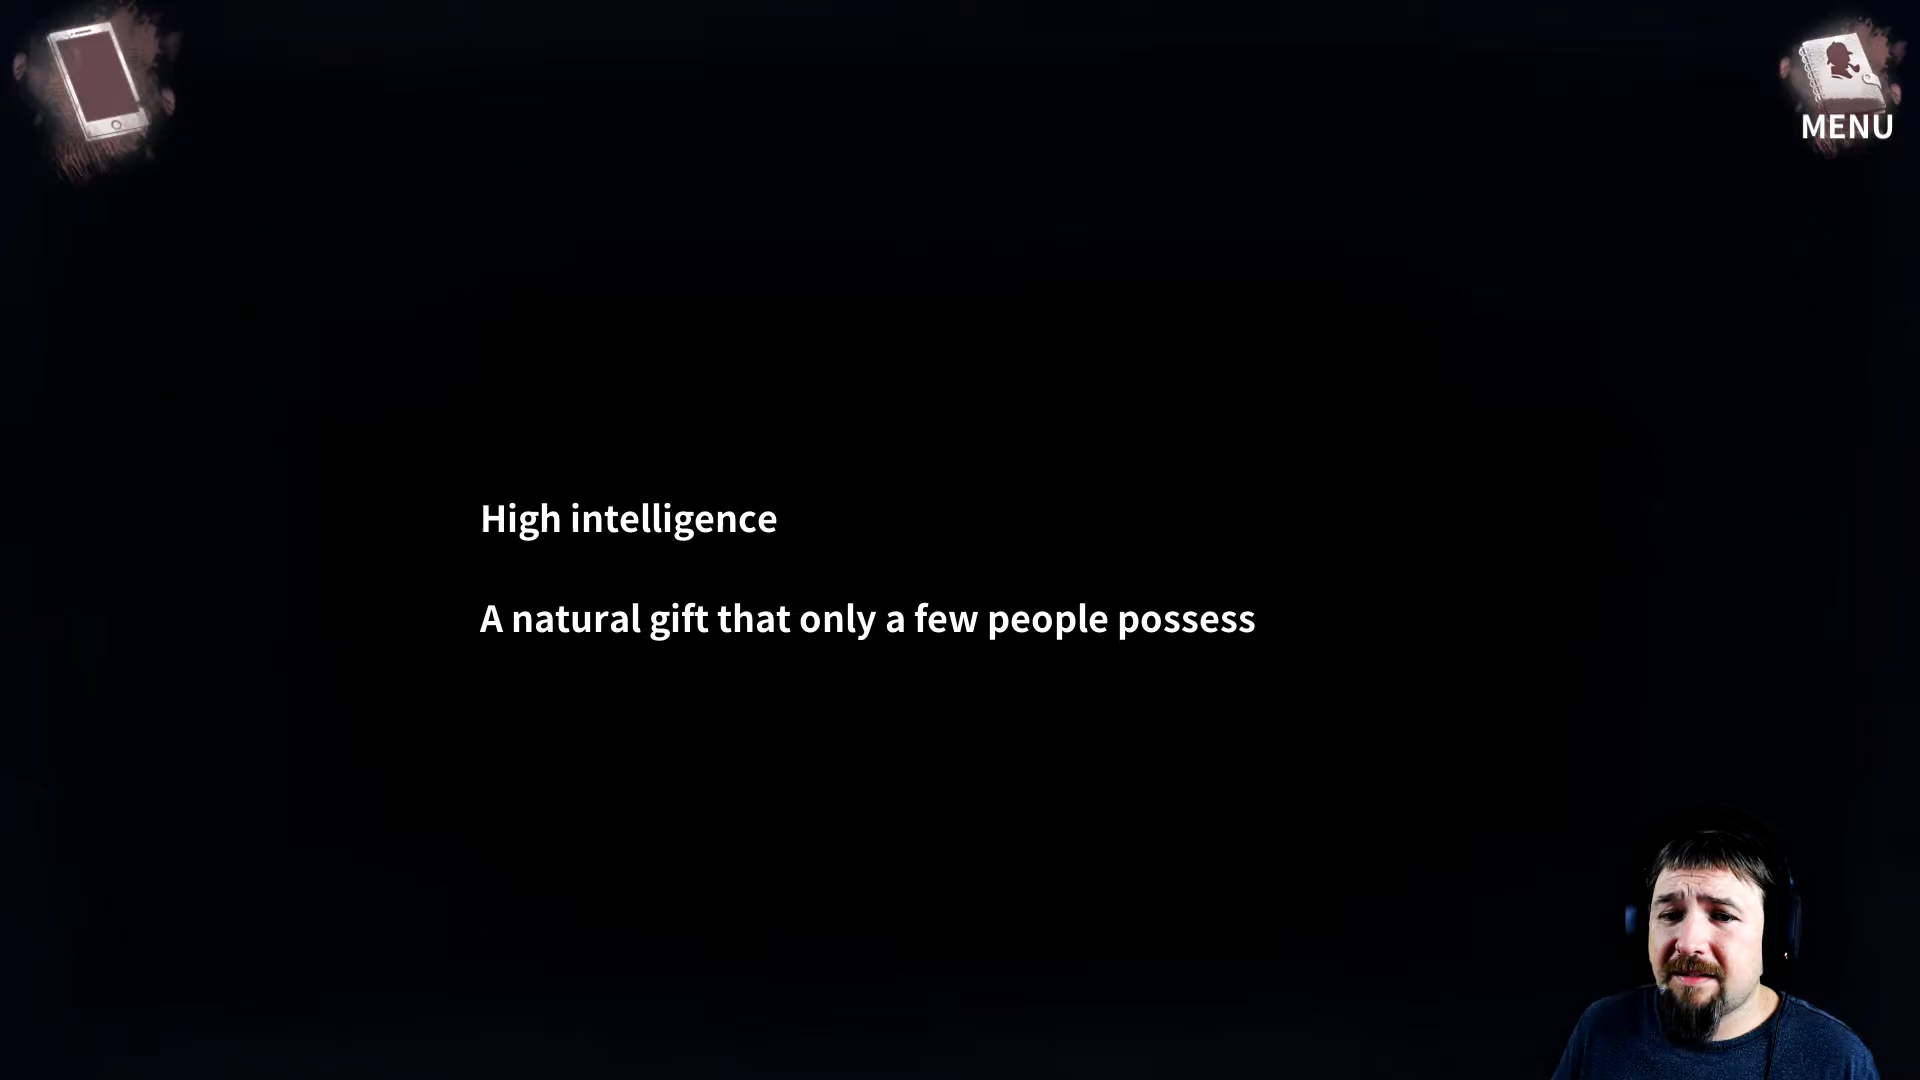 MENU
High intelligence
A natural gift that only a few people possess